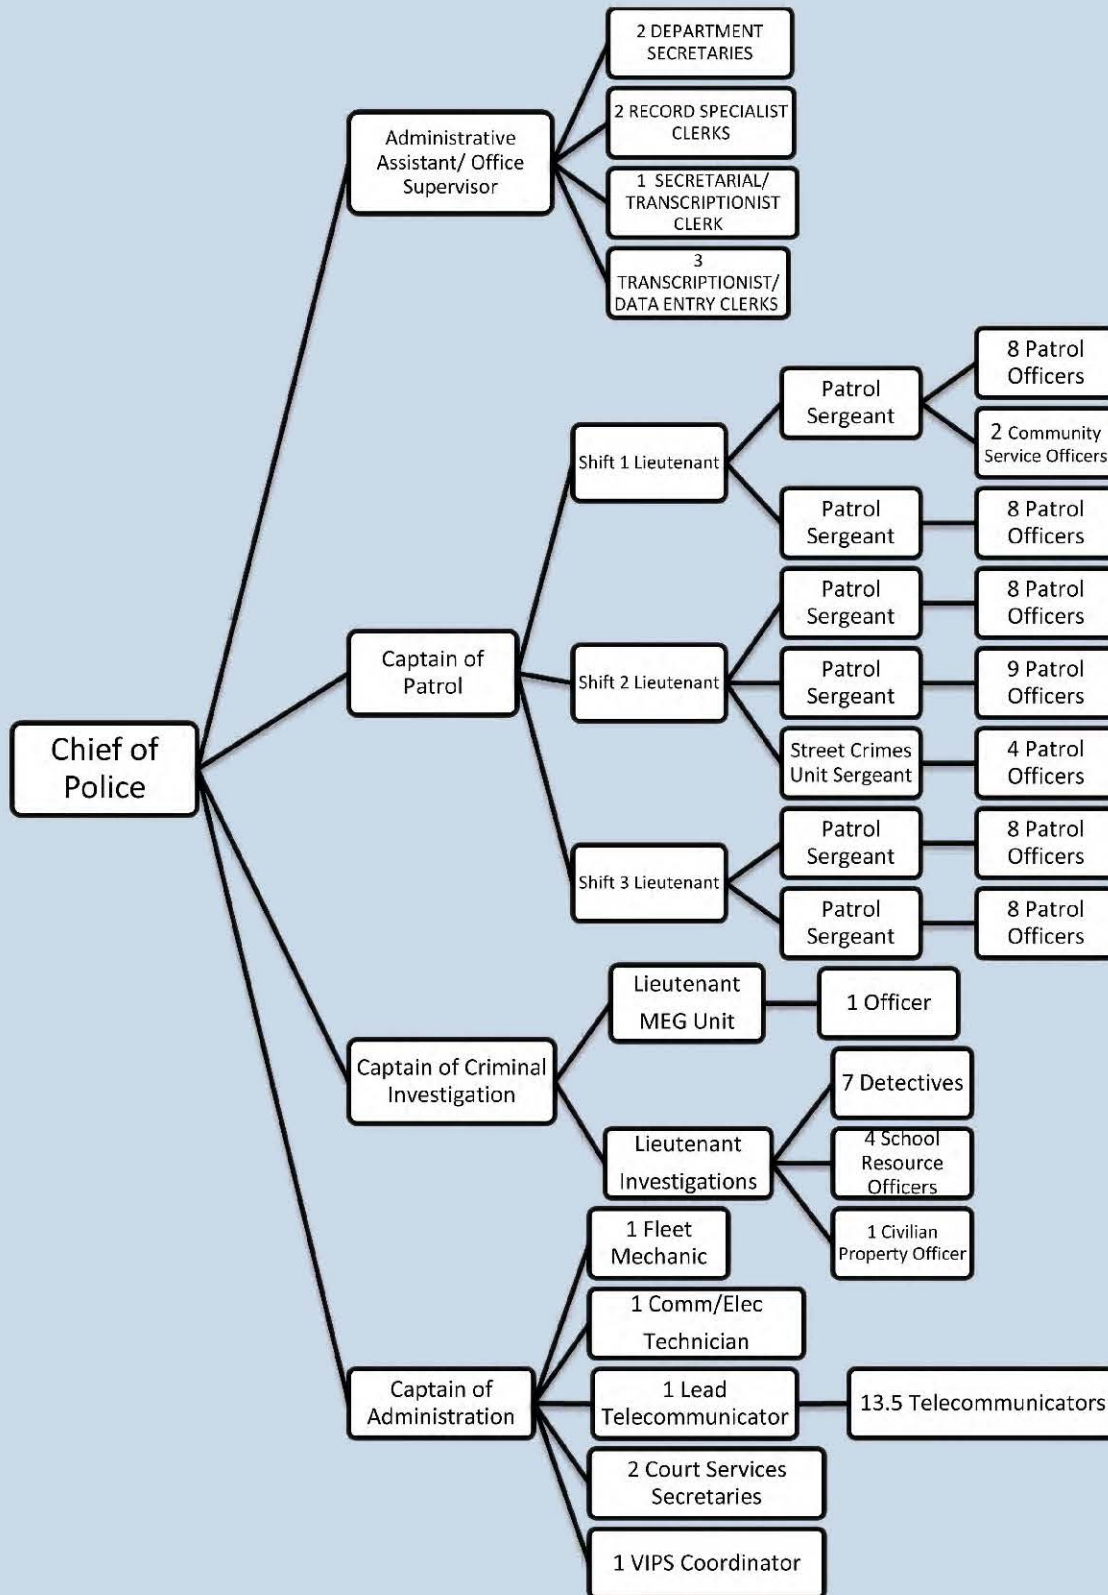 2 DEPARTMENT
SECRETARIES
2 RECORD SPECIALIST
CLERKS
Administrative
Assistant/ Office
Supervisor
1 SECRETARIAL/
TRANSCRIPTIONIST
CLERK
3
TRANSCRIPTIONIST/
DATA ENTRY CLERKS
8 Patrol
Officers
Patrol
Sergeant
2 Community
Service Officers
Shift 1 Lieutenant
Patrol
Sergeant
8 Patrol
Officers
Patrol
Sergeant
8 Patrol
Officers
Captain of
Patrol
Shift 2 Lieutenant
Patrol
Sergeant
9 Patrol
Officers
Chief of
Police
Street Crimes
Unit Sergeant
4 Patrol
Officers
Patrol
Sergeant
8 Patrol
Officers
Shift 3 Lieutenant
Patrol
Sergeant
8 Patrol
Officers
Lieutenant
MEG Unit
1 Officer
Captain of Criminal
Investigation
7 Detectives
Lieutenant
Investigations
4 School
Resource
Officers
1 Civilian
Property Officer
1 Fleet
Mechanic
1 Comm/Elec
Technician
Captain of
Administration
1 Lead
Telecommunicator
13.5 Telecommunicators
2 Court Services
Secretaries
1 VIPS Coordinator